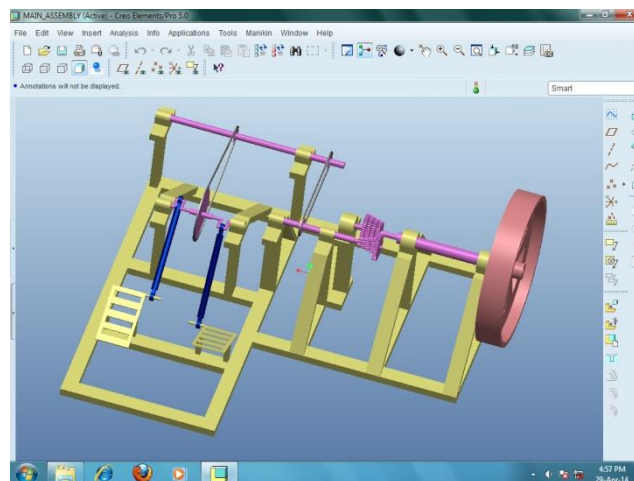 MAIN_ASSEMBLY (Active) - Creo Elements/Pro 5.0
File Edit View Insert Analysis Info Applications Tools Manikin Window Help
• Annotations will not be displayed.
Smart
4:57 PM
29-Apr-14